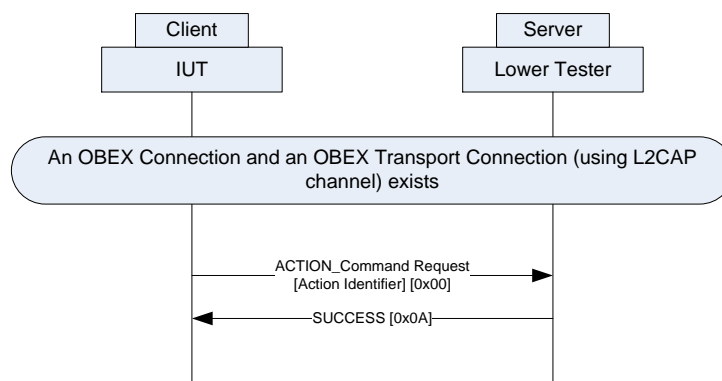 Client
Server
IUT
Lower Tester
An OBEX Connection and an OBEX Transport Connection (using L2CAP
channel) exists
ACTION_Command Request
[Action Identifier] [0x00]
SUCCESS [0x0A]